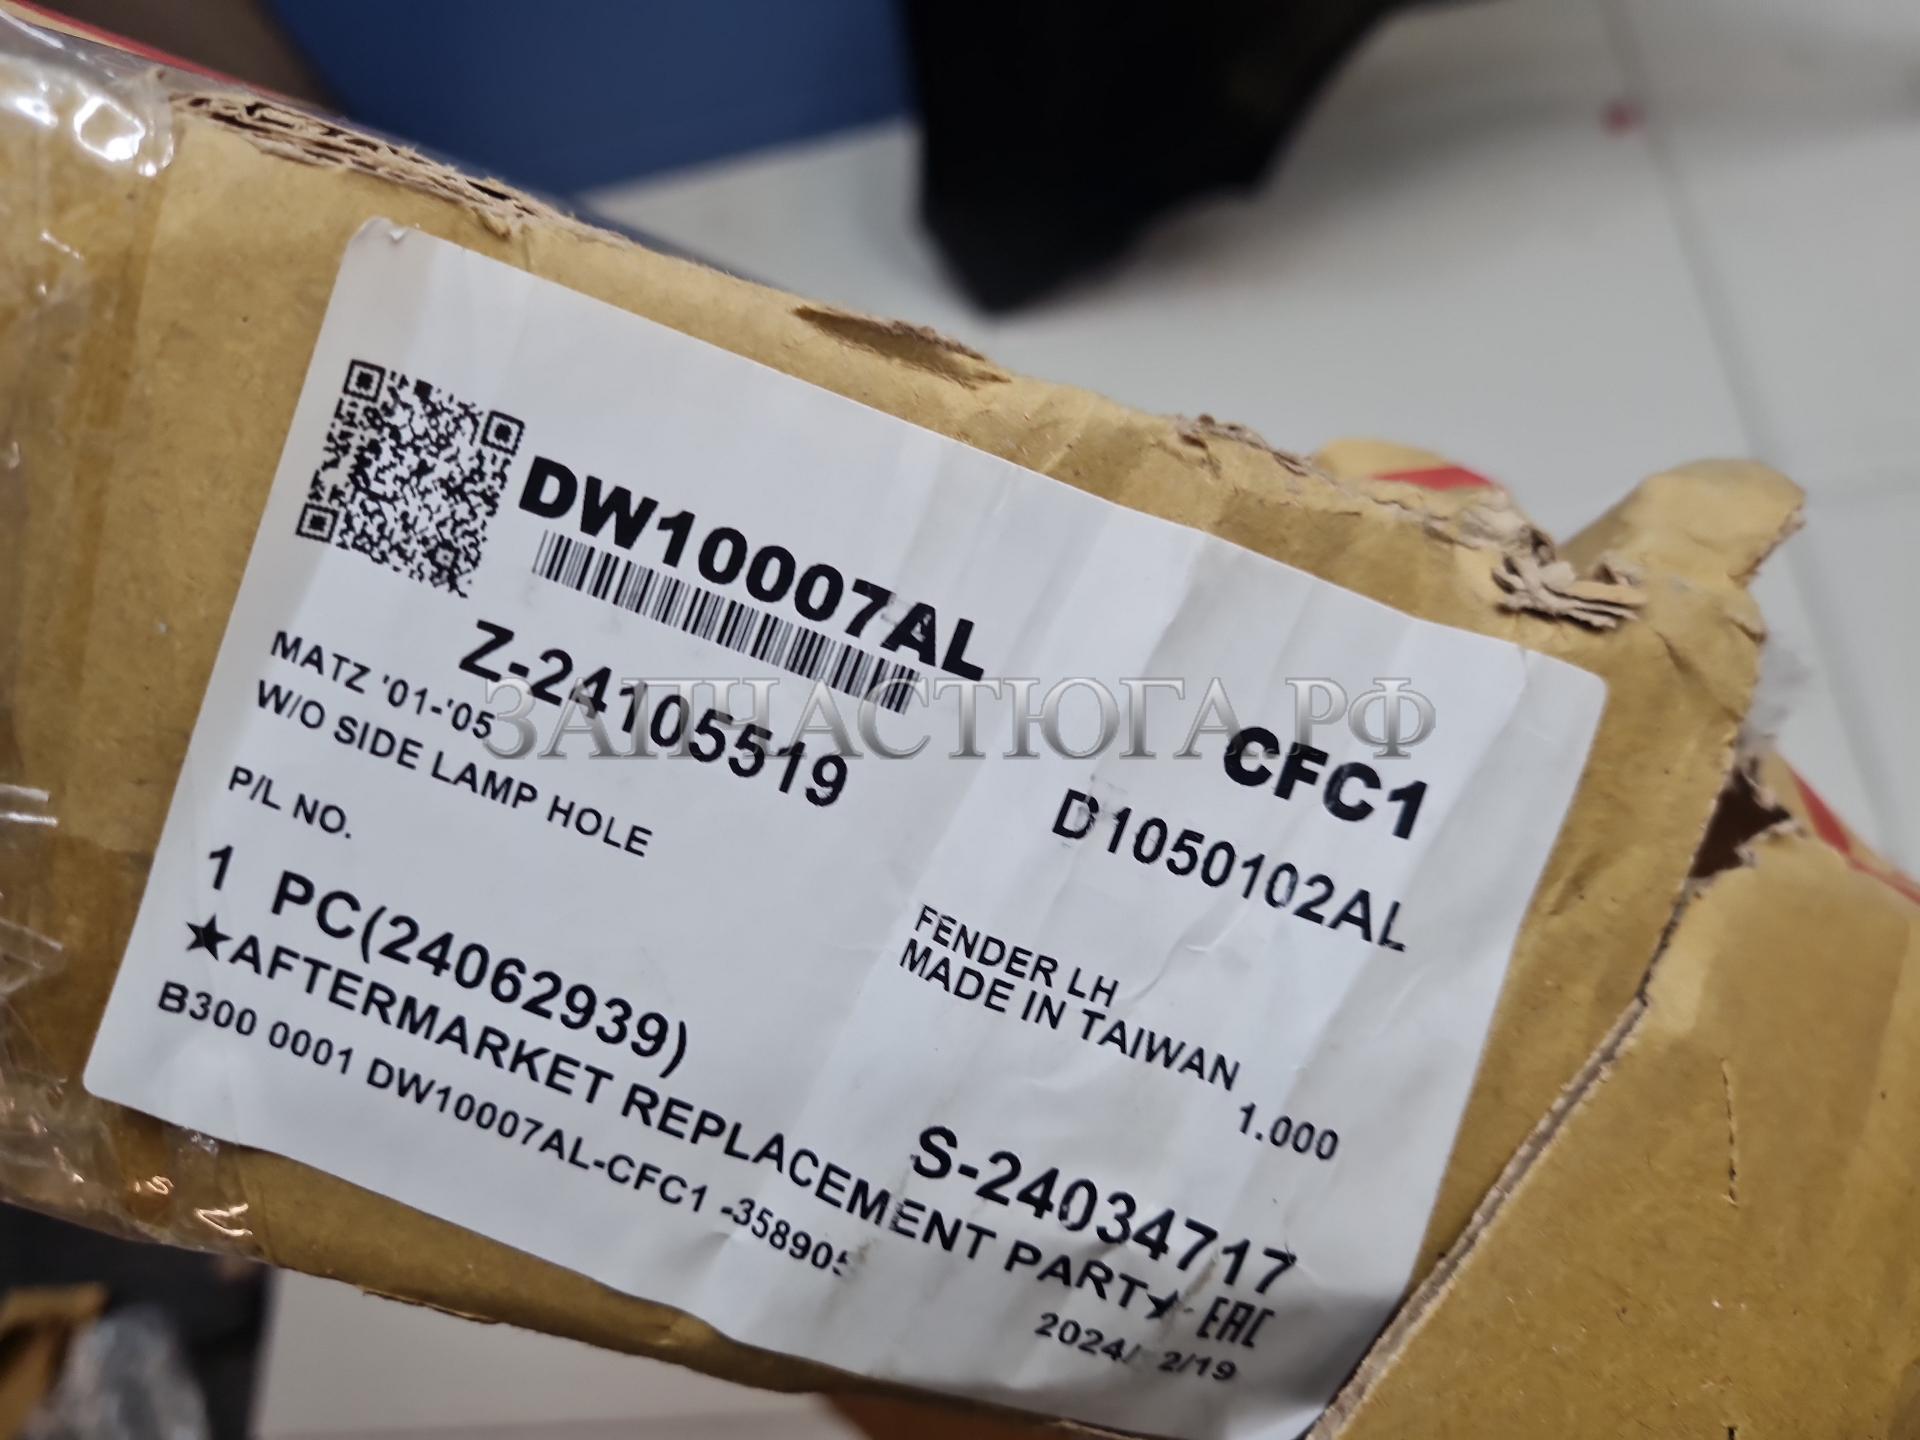 DW10007AL
Z-24105519
CFC1
MATZ '01-'05
D1050102AL
W/O SIDE LAMP HOLE
P/L NO.
FENDER LH
MADE IN TAIWAN
1 PC(24062939)
1.000
S-24034717
★AFTERMARKET REPLACEMENT PART★ EAC
B300 0001 DW10007AL-CFC1 -358905
ЗАПЧАСТЮГА.РФ